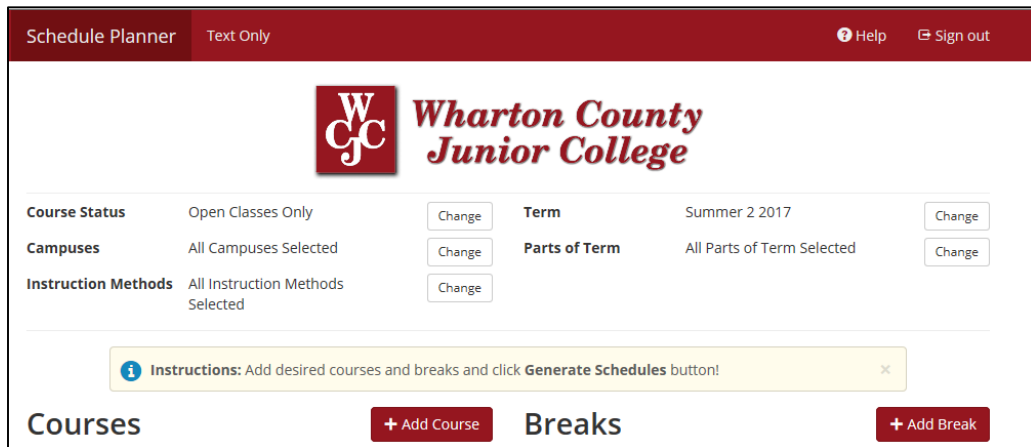 Schedule Planner Text Only Help Sign out
WCJC Wharton County
Junior College
Course Status Open Classes Only Change Term Summer 2 2017 Change
Campuses All Campuses Selected Change Parts of Term All Parts of Term Selected Change
Instruction Methods All Instruction Methods Change
Selected
Instructions: Add desired courses and breaks and click Generate Schedules button! ×
Courses + Add Course Breaks + Add Break